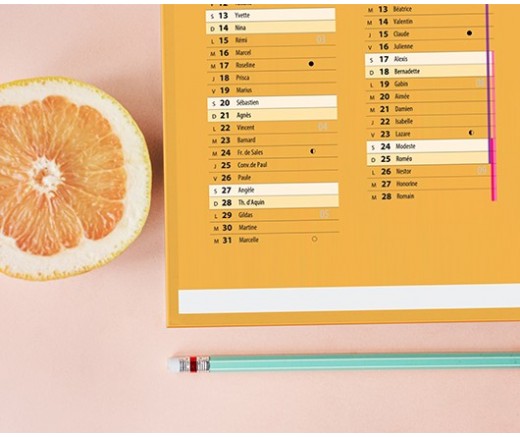 S 13 Yvette
D 14 Nina
L 15 Rémi 03
M 16 Marcel
M 17 Roseline
J 18 Prisca
V 19 Marius
S 20 Sébastien
D 21 Agnès
L 22 Vincent 04
M 23 Barnard
M 24 Fr. de Sales
J 25 Conv. de Paul
V 26 Paule
S 27 Angèle
D 28 Th. d'Aquin
L 29 Gildas 05
M 30 Martine
M 31 Marcelle
M 13 Béatrice
M 14 Valentin
J 15 Claude
V 16 Julienne
S 17 Alexis
D 18 Bernadette
L 19 Gabin
M 20 Aimée
M 21 Damien
J 22 Isabelle
V 23 Lazare
S 24 Modeste
D 25 Roméo
L 26 Nestor
M 27 Honorine
M 28 Romain